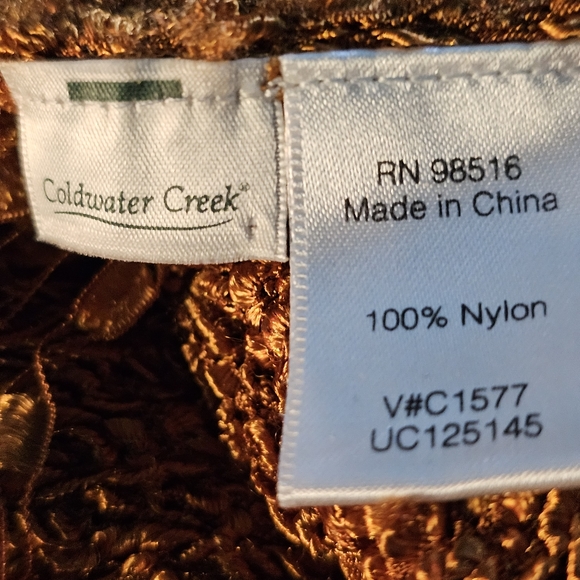 Coldwater Creek®
RN 98516
Made in China
100% Nylon
V#C1577
UC125145